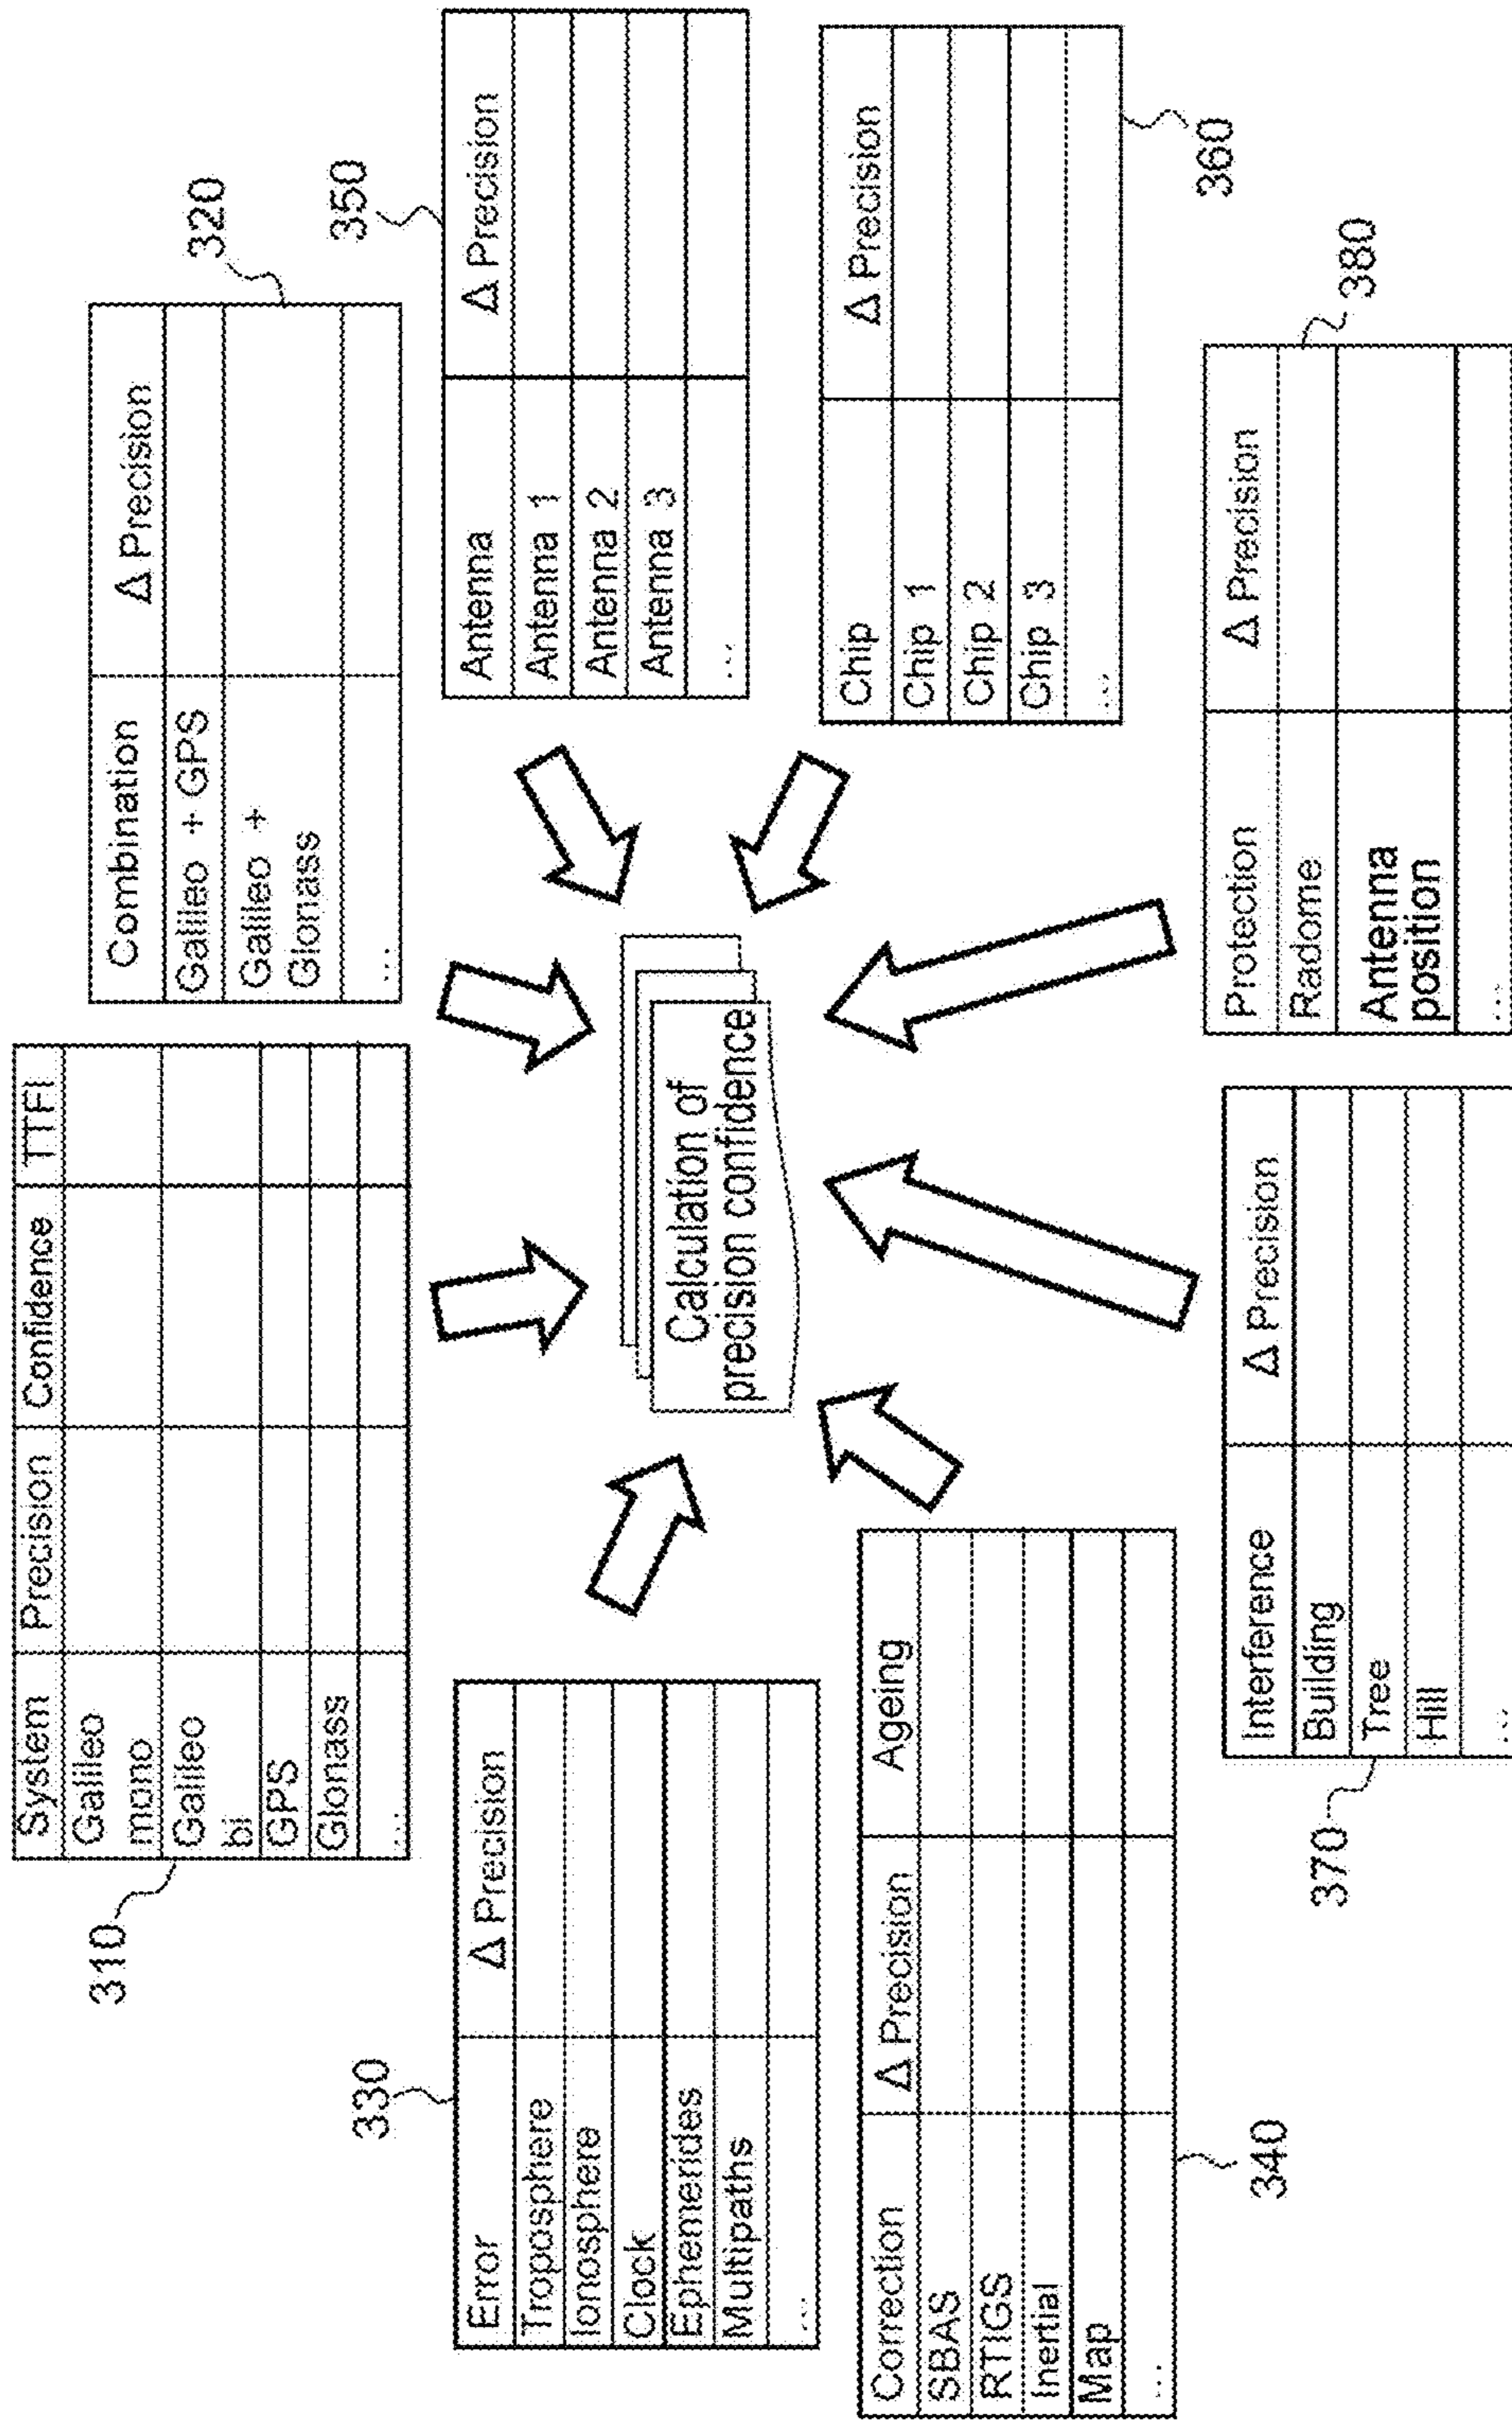 310
System Precision Confidence TTFF
Galileo
mono
Galileo
bi
GPS
Glonass
...
320
Combination Δ Precision
Galileo + GPS
Galileo +
Glonass
...
330
Error Δ Precision
Troposphere
Ionosphere
Clock
Ephemerides
Multipaths
...
Calculation of
precision confidence
350
Antenna Δ Precision
Antenna 1
Antenna 2
Antenna 3
...
340
Correction Δ Precision Ageing
SBAS
RTIGS
Inertial
Map
...
360
Chip Δ Precision
Chip 1
Chip 2
Chip 3
...
370
Interference Δ Precision
Building
Tree
Hill
...
380
Protection Δ Precision
Radome
Antenna
position
...